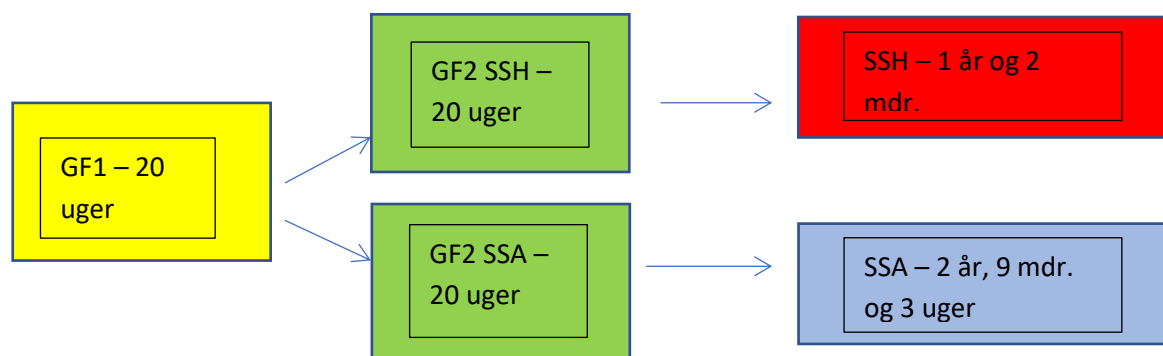 GF1 – 20
uger
GF2 SSH –
20 uger
SSH – 1 år og 2
mdr.
GF2 SSA –
20 uger
SSA – 2 år, 9 mdr.
og 3 uger